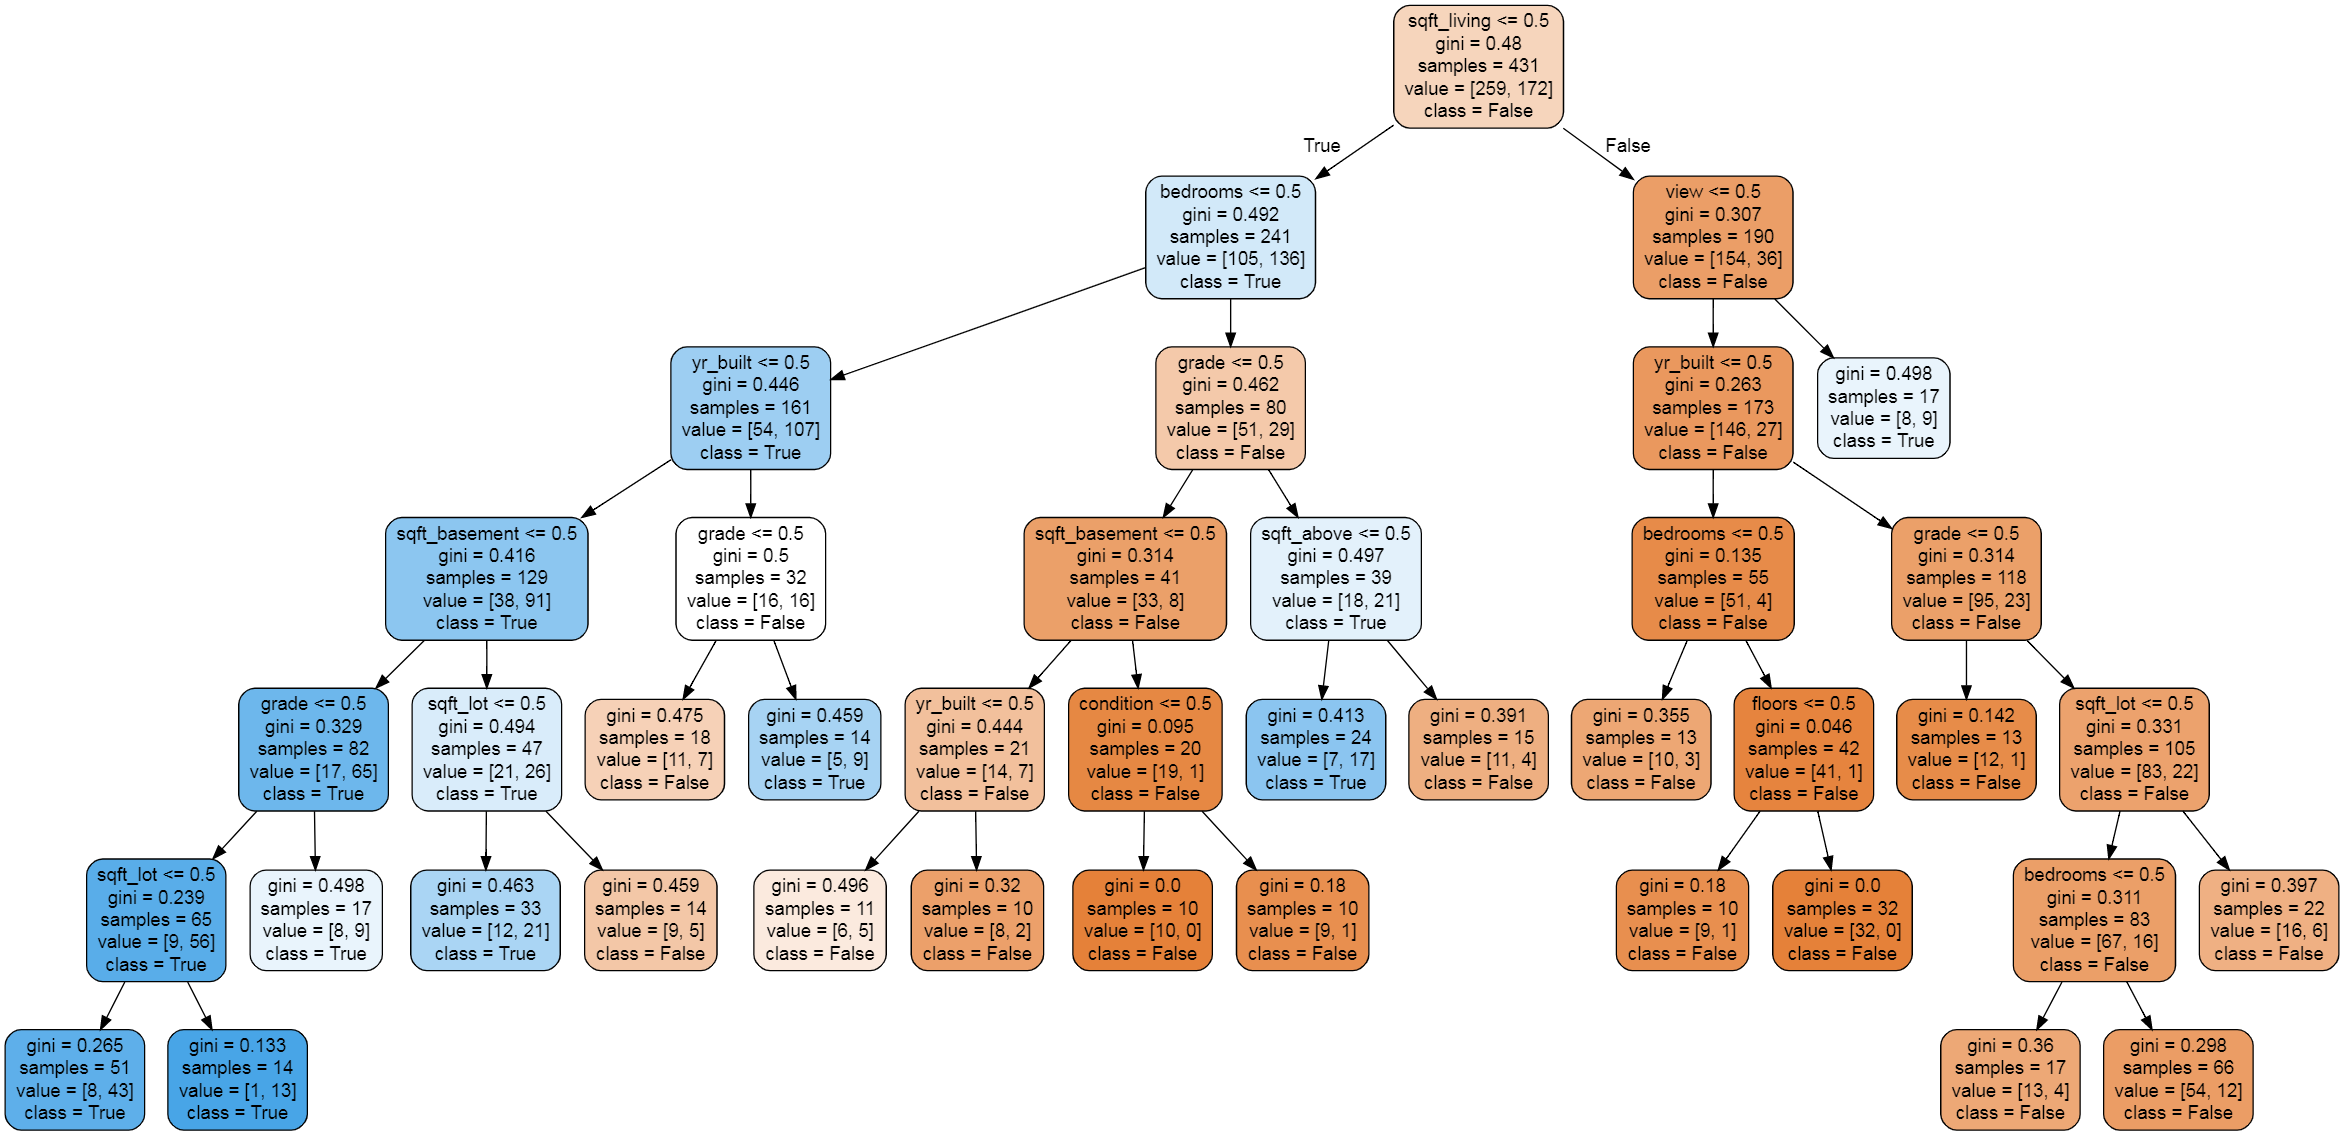 sqft_living <= 0.5
gini = 0.48
samples = 431
value = [259, 172]
class = False
True
False
bedrooms <= 0.5
gini = 0.492
samples = 241
value = [105, 136]
class = True
view <= 0.5
gini = 0.307
samples = 190
value = [154, 36]
class = False
yr_built <= 0.5
gini = 0.446
samples = 161
value = [54, 107]
class = True
grade <= 0.5
gini = 0.462
samples = 80
value = [51, 29]
class = False
yr_built <= 0.5
gini = 0.263
samples = 173
value = [146, 27]
class = False
gini = 0.498
samples = 17
value = [8, 9]
class = True
sqft_basement <= 0.5
gini = 0.416
samples = 129
value = [38, 91]
class = True
grade <= 0.5
gini = 0.5
samples = 32
value = [16, 16]
class = False
sqft_basement <= 0.5
gini = 0.314
samples = 41
value = [33, 8]
class = False
sqft_above <= 0.5
gini = 0.497
samples = 39
value = [18, 21]
class = True
bedrooms <= 0.5
gini = 0.135
samples = 55
value = [51, 4]
class = False
grade <= 0.5
gini = 0.314
samples = 118
value = [95, 23]
class = False
grade <= 0.5
gini = 0.329
samples = 82
value = [17, 65]
class = True
sqft_lot <= 0.5
gini = 0.494
samples = 47
value = [21, 26]
class = True
gini = 0.475
samples = 18
value = [11, 7]
class = False
gini = 0.459
samples = 14
value = [5, 9]
class = True
yr_built <= 0.5
gini = 0.444
samples = 21
value = [14, 7]
class = False
condition <= 0.5
gini = 0.095
samples = 20
value = [19, 1]
class = False
gini = 0.413
samples = 24
value = [7, 17]
class = True
gini = 0.391
samples = 15
value = [11, 4]
class = False
gini = 0.355
samples = 13
value = [10, 3]
class = False
floors <= 0.5
gini = 0.046
samples = 42
value = [41, 1]
class = False
gini = 0.142
samples = 13
value = [12, 1]
class = False
sqft_lot <= 0.5
gini = 0.331
samples = 105
value = [83, 22]
class = False
sqft_lot <= 0.5
gini = 0.239
samples = 65
value = [9, 56]
class = True
gini = 0.498
samples = 17
value = [8, 9]
class = True
gini = 0.463
samples = 33
value = [12, 21]
class = True
gini = 0.459
samples = 14
value = [9, 5]
class = False
gini = 0.496
samples = 11
value = [6, 5]
class = False
gini = 0.32
samples = 10
value = [8, 2]
class = False
gini = 0.0
samples = 10
value = [10, 0]
class = False
gini = 0.18
samples = 10
value = [9, 1]
class = False
gini = 0.18
samples = 10
value = [9, 1]
class = False
gini = 0.0
samples = 32
value = [32, 0]
class = False
bedrooms <= 0.5
gini = 0.311
samples = 83
value = [67, 16]
class = False
gini = 0.397
samples = 22
value = [16, 6]
class = False
gini = 0.265
samples = 51
value = [8, 43]
class = True
gini = 0.133
samples = 14
value = [1, 13]
class = True
gini = 0.36
samples = 17
value = [13, 4]
class = False
gini = 0.298
samples = 66
value = [54, 12]
class = False